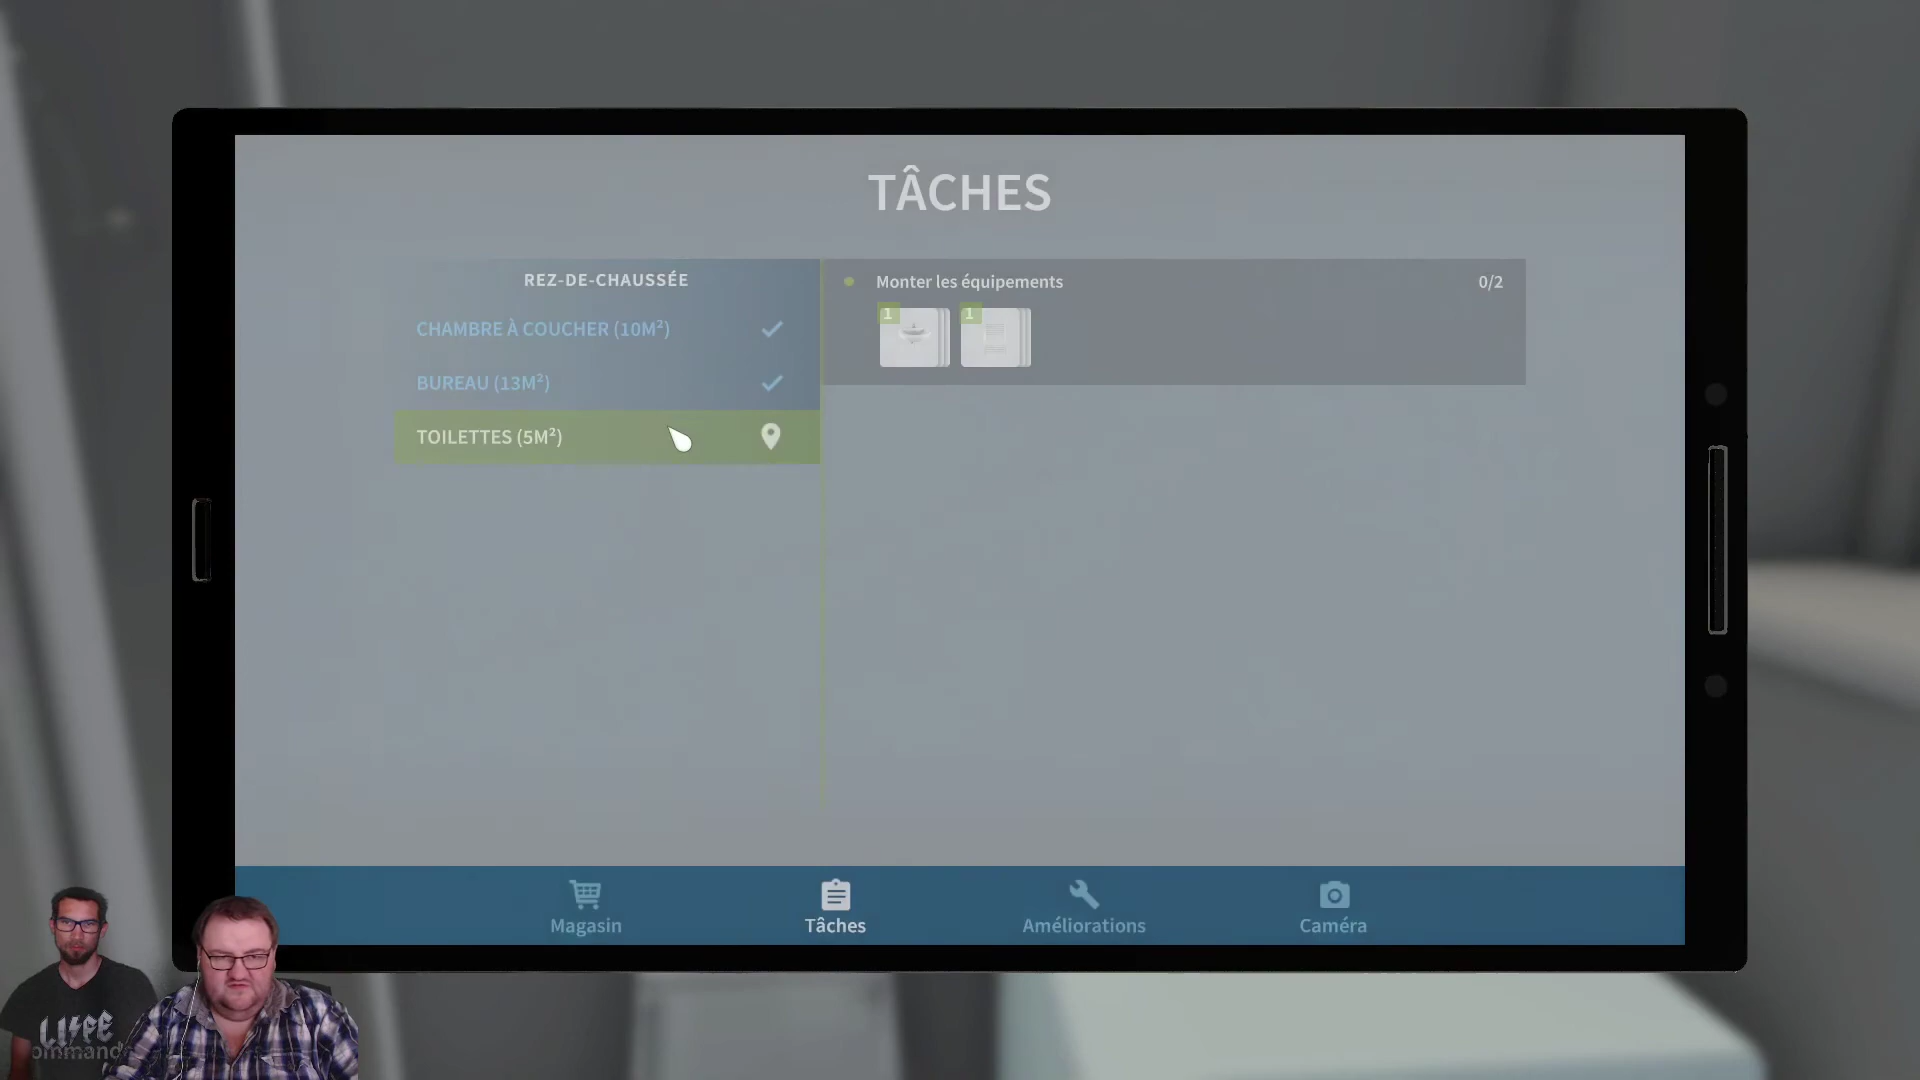 TÂCHES
REZ-DE-CHAUSSÉE
CHAMBRE À COUCHER (10M²)
BUREAU (13M²)
TOILETTES (5M²)
Monter les équipements
0/2
1
1
Magasin
Tâches
Améliorations
Caméra